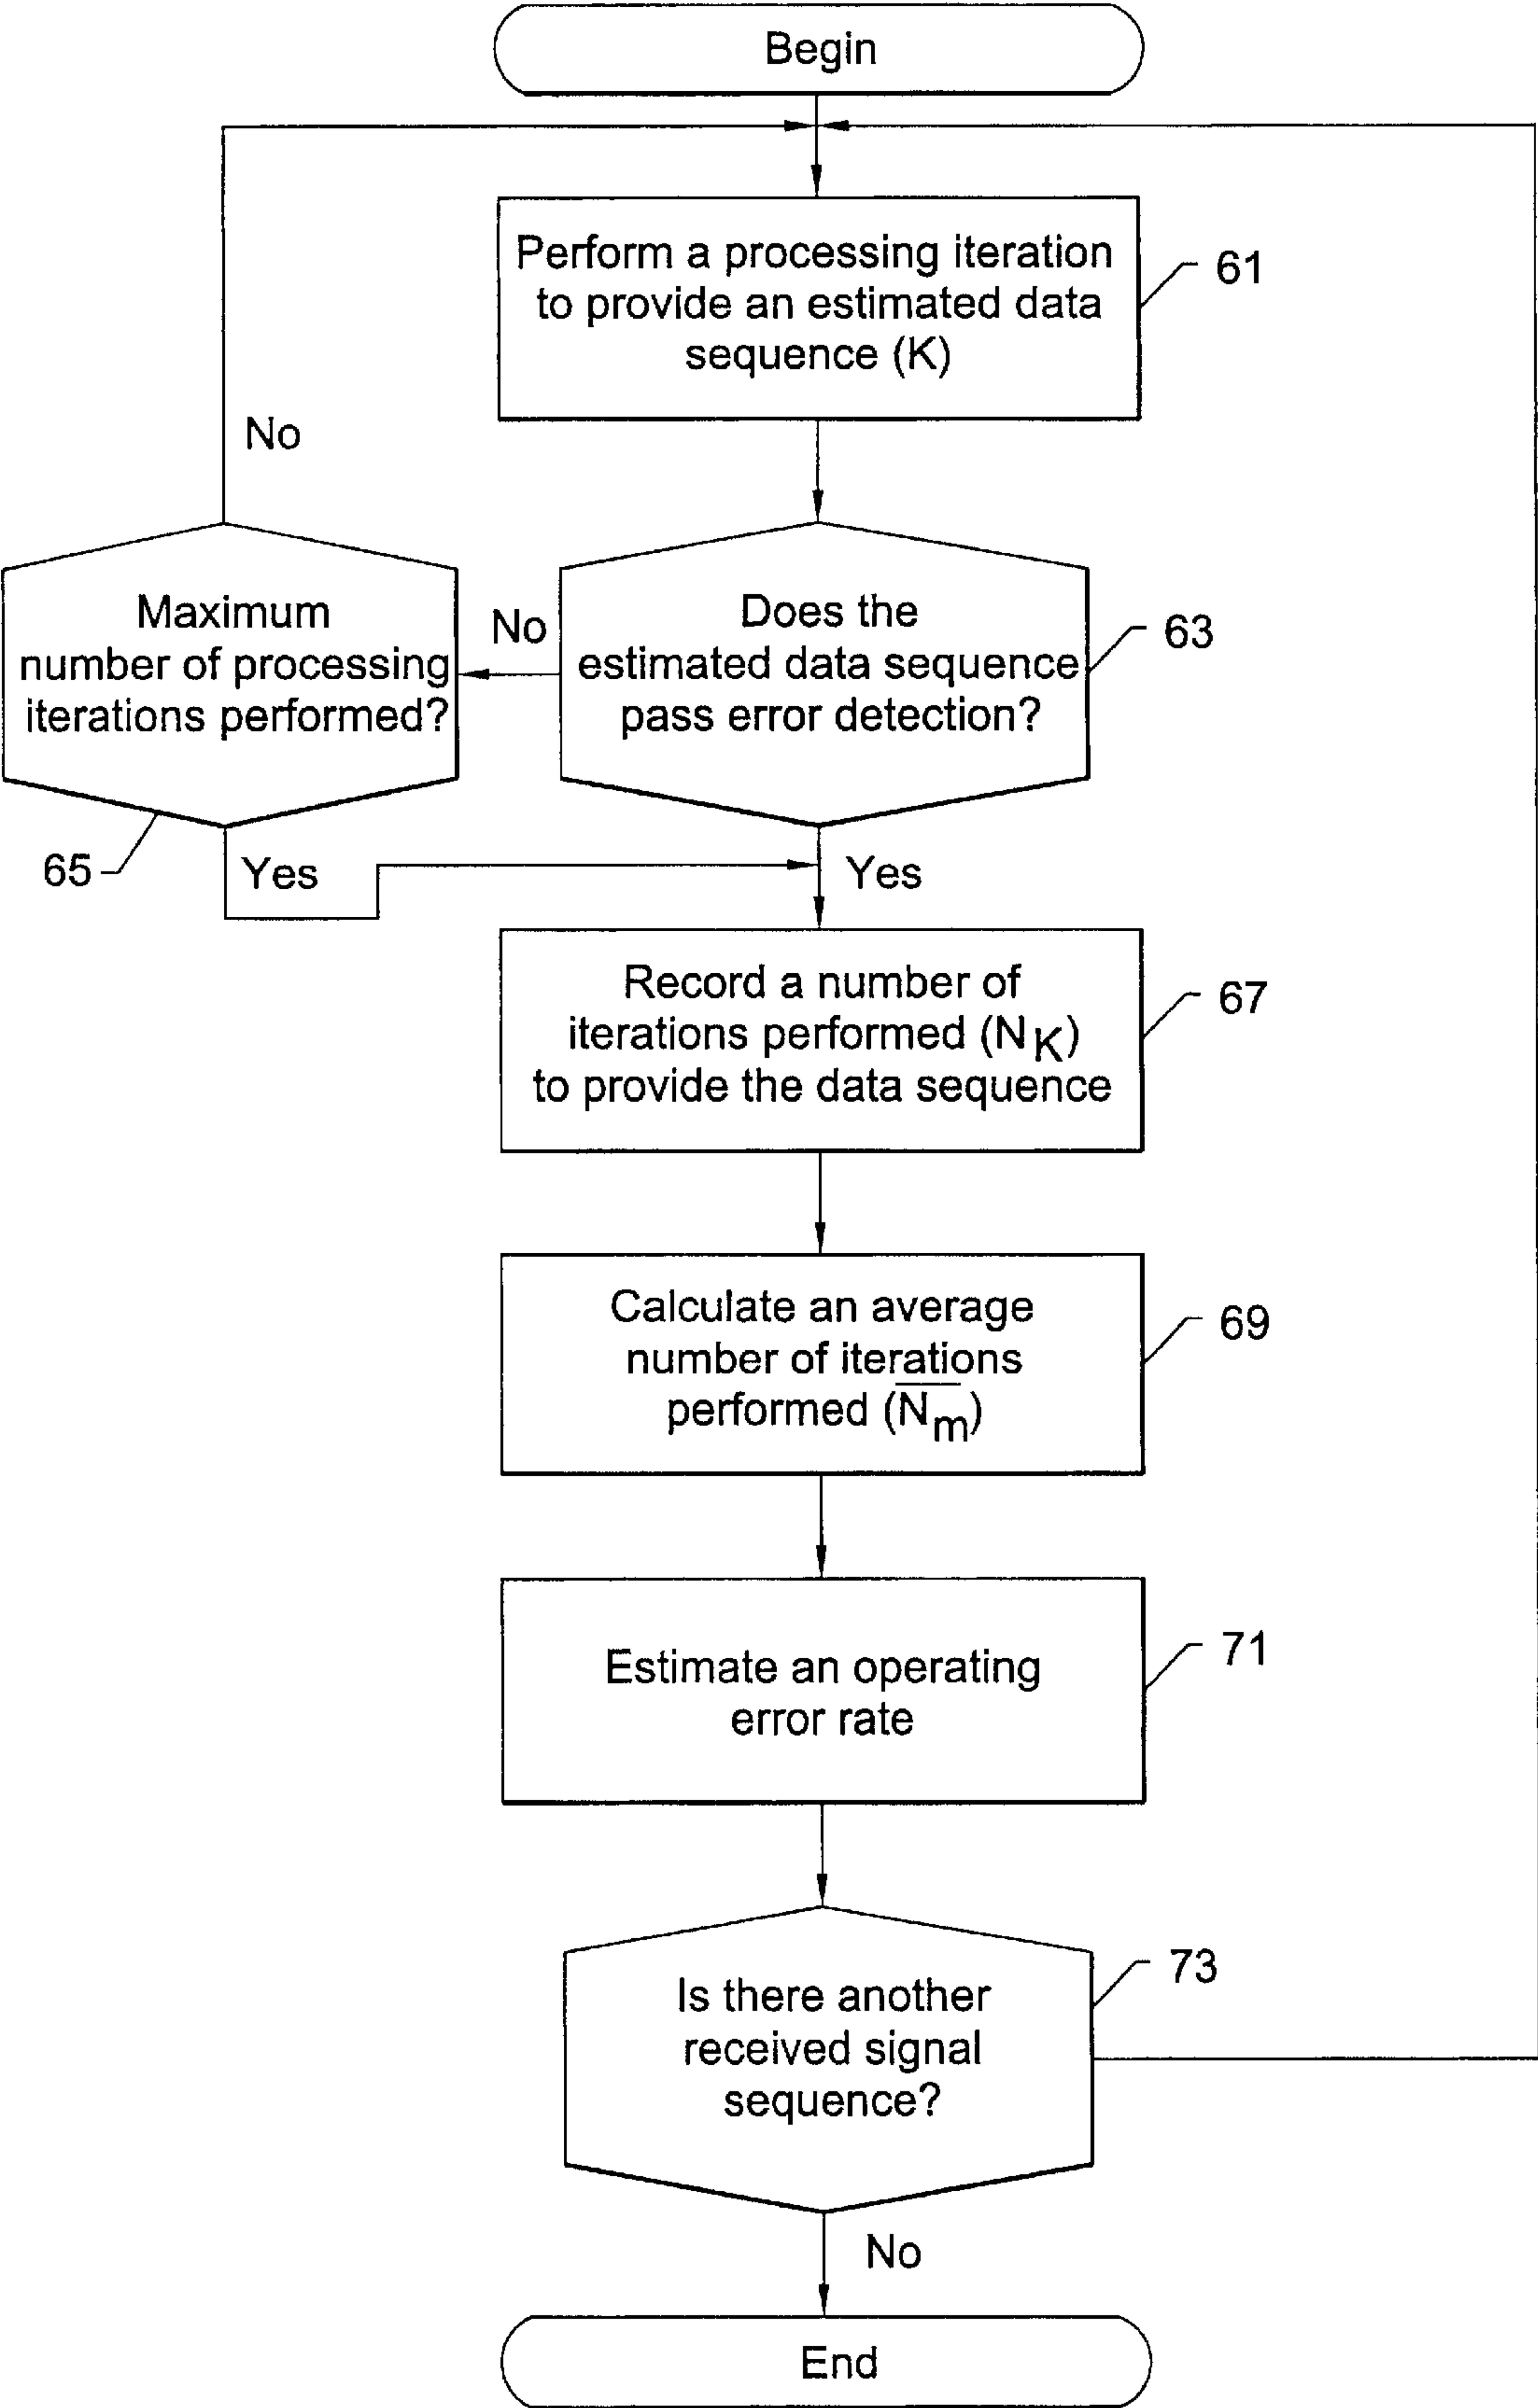 Begin
Perform a processing iteration
to provide an estimated data
sequence (K)
61
No
Maximum
number of processing
iterations performed?
65
No
Does the
estimated data sequence
pass error detection?
63
Yes
Yes
Record a number of
iterations performed (N_K)
to provide the data sequence
67
Calculate an average
number of iterations
performed (N̅_m)
69
Estimate an operating
error rate
71
Is there another
received signal
sequence?
73
No
End